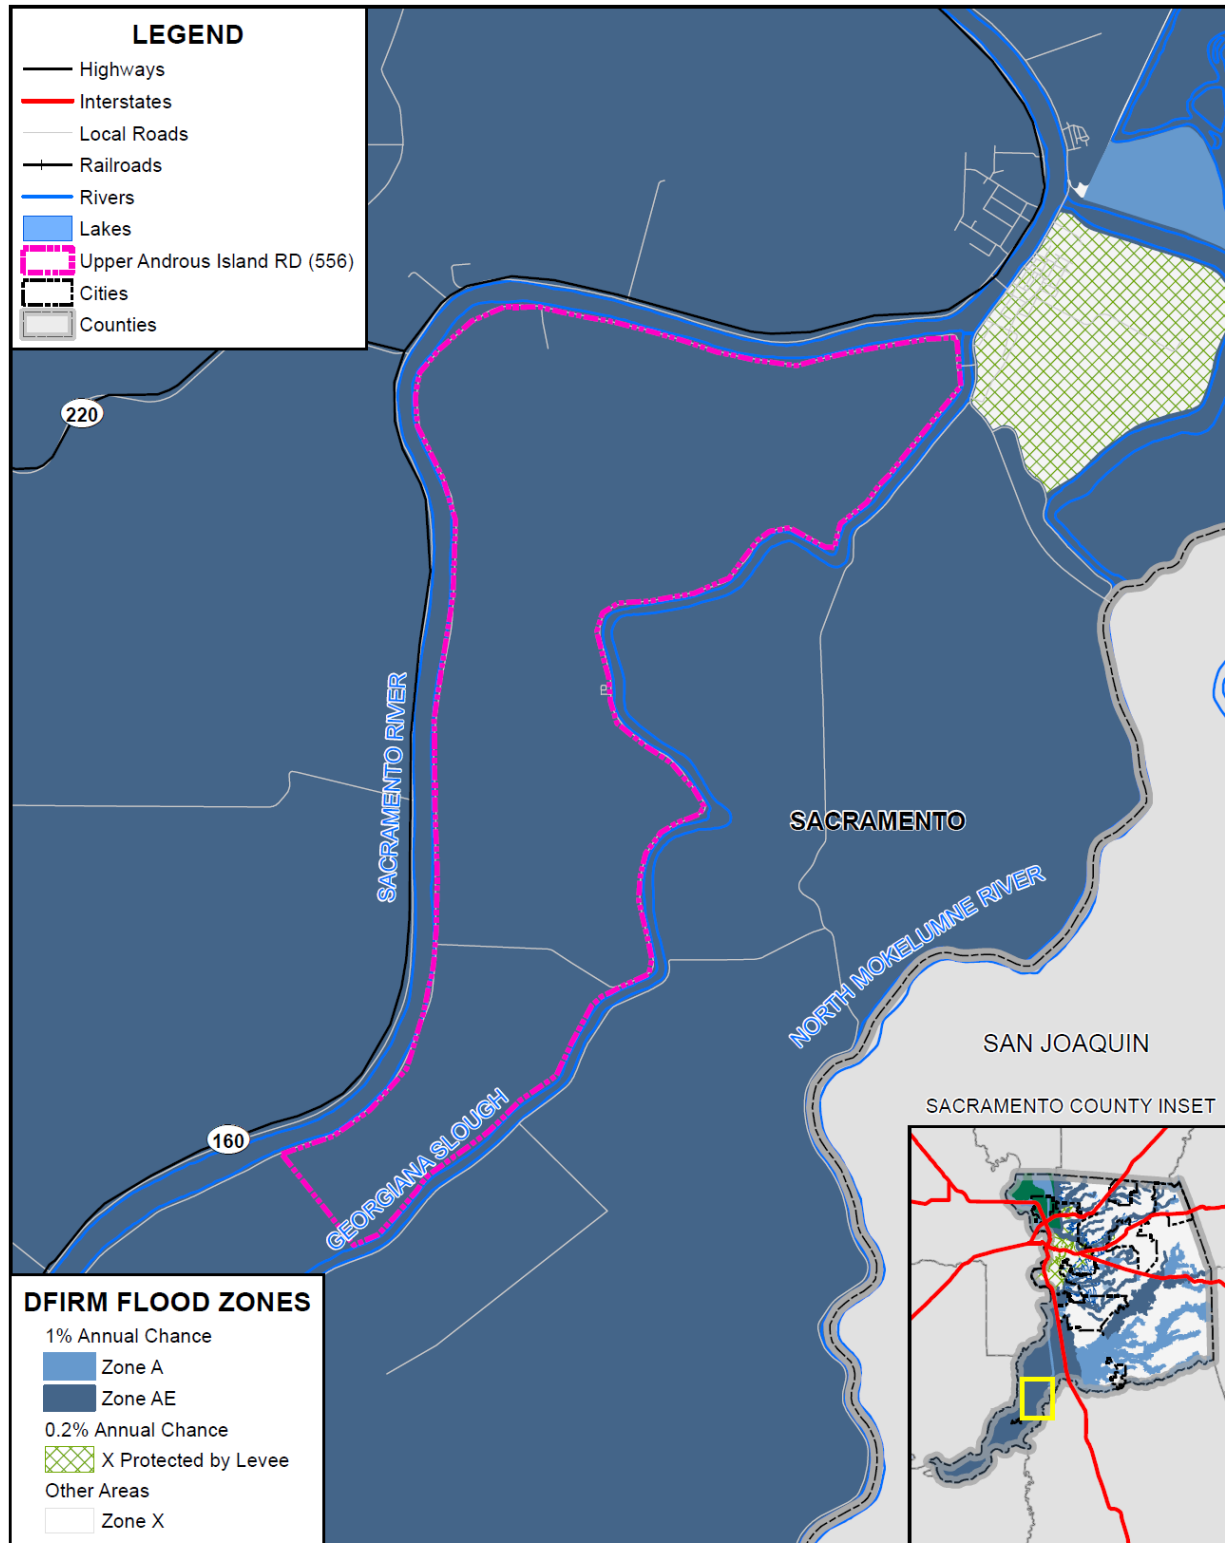 LEGEND
Highways
Interstates
Local Roads
Railroads
Rivers
Lakes
Upper Androus Island RD (556)
Cities
Counties
220
SACRAMENTO RIVER
SACRAMENTO
NORTH MOKELUMNE RIVER
SAN JOAQUIN
GEORGIANA SLOUGH
160
SACRAMENTO COUNTY INSET
DFIRM FLOOD ZONES
1% Annual Chance
Zone A
Zone AE
0.2% Annual Chance
X Protected by Levee
Other Areas
Zone X